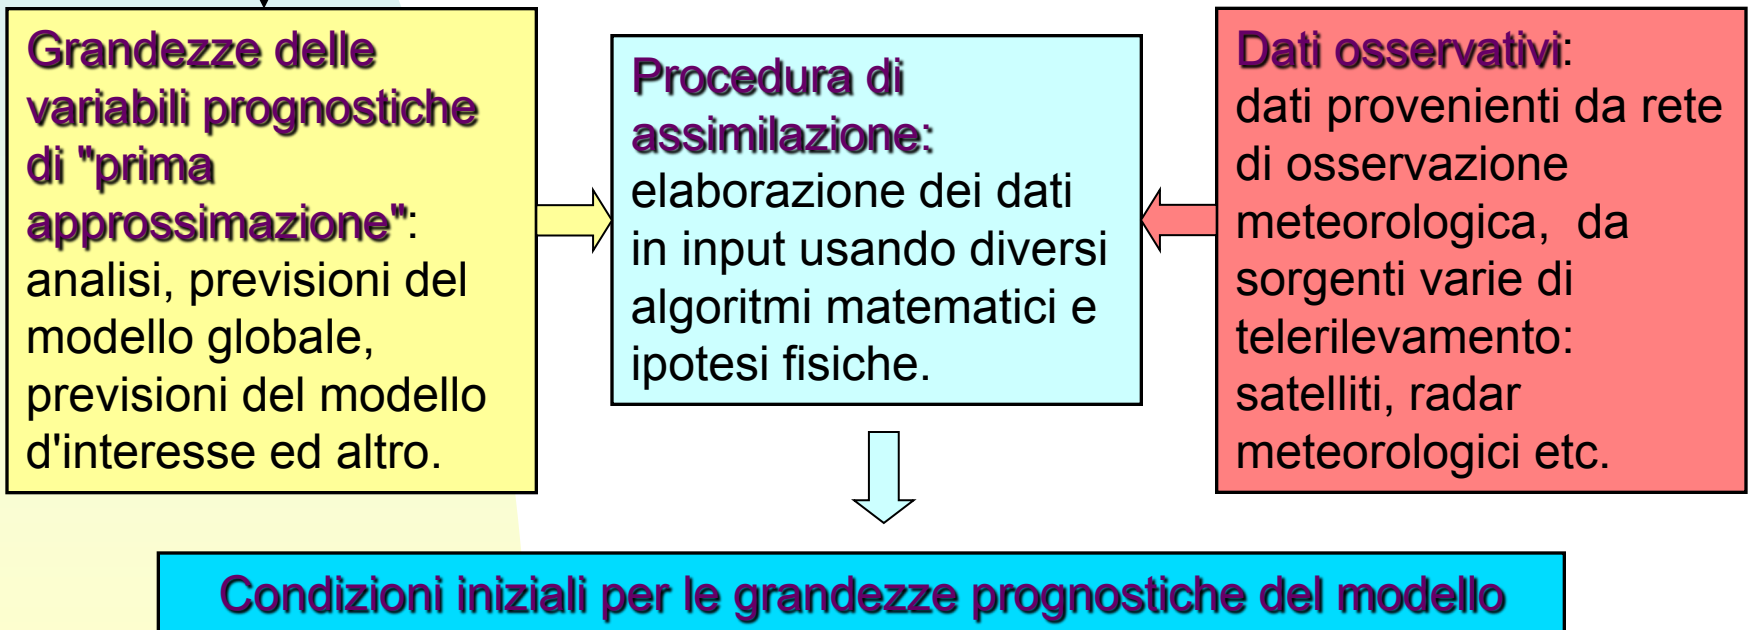 Grandezze delle
variabili prognostiche
di "prima
approssimazione":
analisi, previsioni del
modello globale,
previsioni del modello
d'interesse ed altro.
Procedura di
assimilazione:
elaborazione dei dati
in input usando diversi
algoritmi matematici e
ipotesi fisiche.
Dati osservativi:
dati provenienti da rete
di osservazione
meteorologica, da
sorgenti varie di
telerilevamento:
satelliti, radar
meteorologici etc.
Condizioni iniziali per le grandezze prognostiche del modello